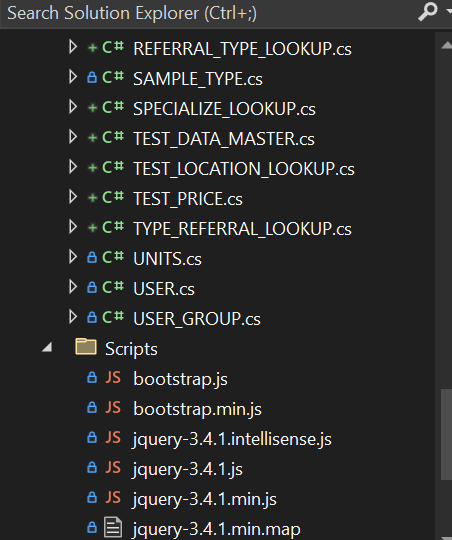 Search Solution Explorer (Ctrl+;)
+ C# REFERRAL_TYPE_LOOKUP.cs
C# SAMPLE_TYPE.cs
+ C# SPECIALIZE_LOOKUP.cs
+ C# TEST_DATA_MASTER.cs
+ C# TEST_LOCATION_LOOKUP.cs
+ C# TEST_PRICE.cs
+ C# TYPE_REFERRAL_LOOKUP.cs
C# UNITS.cs
C# USER.cs
C# USER_GROUP.cs
Scripts
JS bootstrap.js
JS bootstrap.min.js
JS jquery-3.4.1.intellisense.js
JS jquery-3.4.1.js
JS jquery-3.4.1.min.js
jquery-3.4.1.min.map